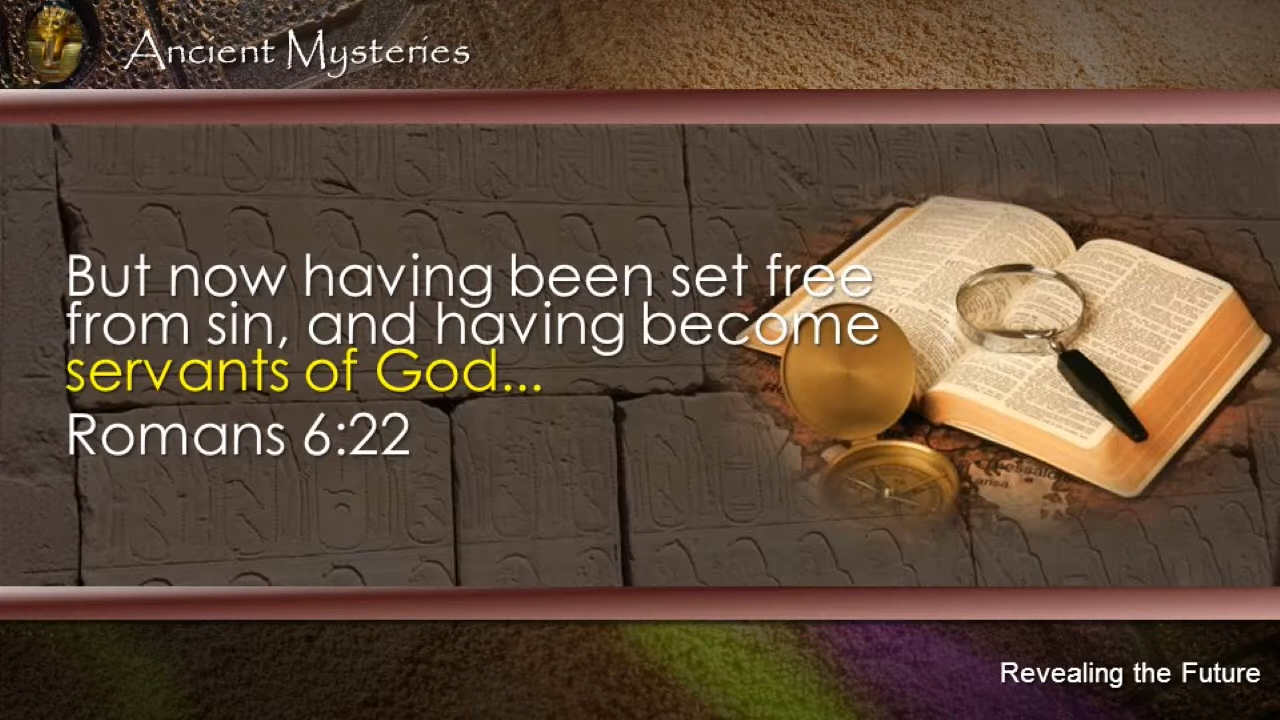 Ancient Mysteries
But now having been set free
from sin, and having become
servants of God...
Romans 6:22
Revealing the Future